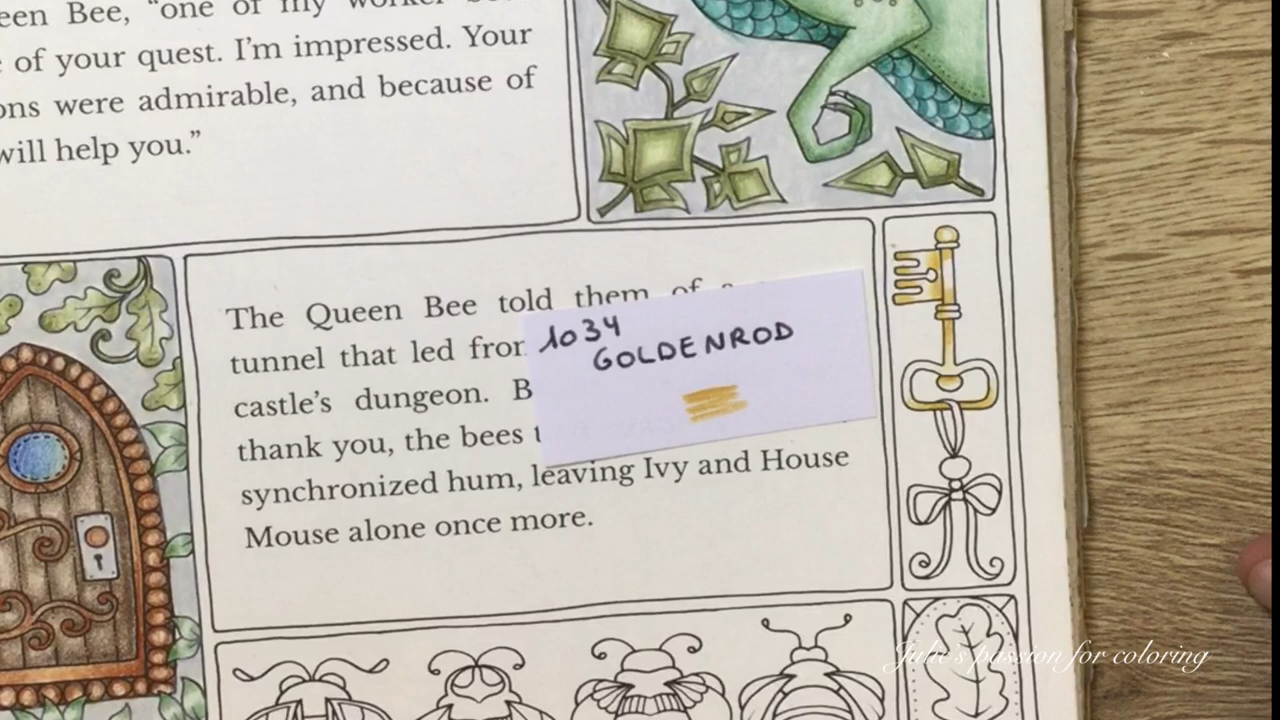 een Bee, "one of my worker
of your quest. I'm impressed. Your
ons were admirable, and because of
will help you."
The Queen Bee told them of
tunnel that led from
castle's dungeon. B
thank you, the bees t
synchronized hum, leaving Ivy and House
Mouse alone once more.
1034
GOLDENROD
Julie's passion for coloring